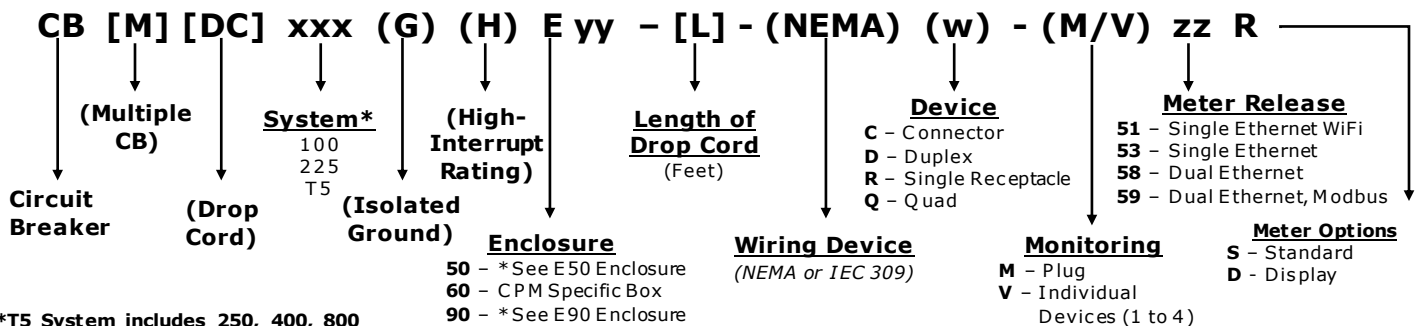 CB [M] [DC] xxx (G) (H) E yy – [L] - (NEMA) (w) - (M/V) zz R
Circuit
Breaker
(Multiple
CB)
(Drop
Cord)
System*
100
225
T5
(Isolated
Ground)
(High-
Interrupt
Rating)
Enclosure
50 – *See E50 Enclosure
60 – CPM Specific Box
90 – *See E90 Enclosure
Length of
Drop Cord
(Feet)
Wiring Device
(NEMA or IEC 309)
Device
C – Connector
D – Duplex
R – Single Receptacle
Q – Quad
Monitoring
M – Plug
V – Individual
Devices (1 to 4)
Meter Release
51 – Single Ethernet WiFi
53 – Single Ethernet
58 – Dual Ethernet
59 – Dual Ethernet, Modbus
Meter Options
S – Standard
D - Display
*T5 System includes 250, 400, 800